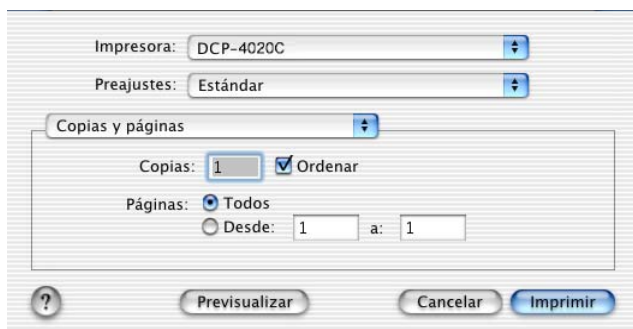 Impresora: DCP-4020C
Preajustes: Estándar
Copias y páginas
Copias: 1 Ordenar
Páginas: Todos
Desde: 1 a: 1
? Previsualizar Cancelar Imprimir